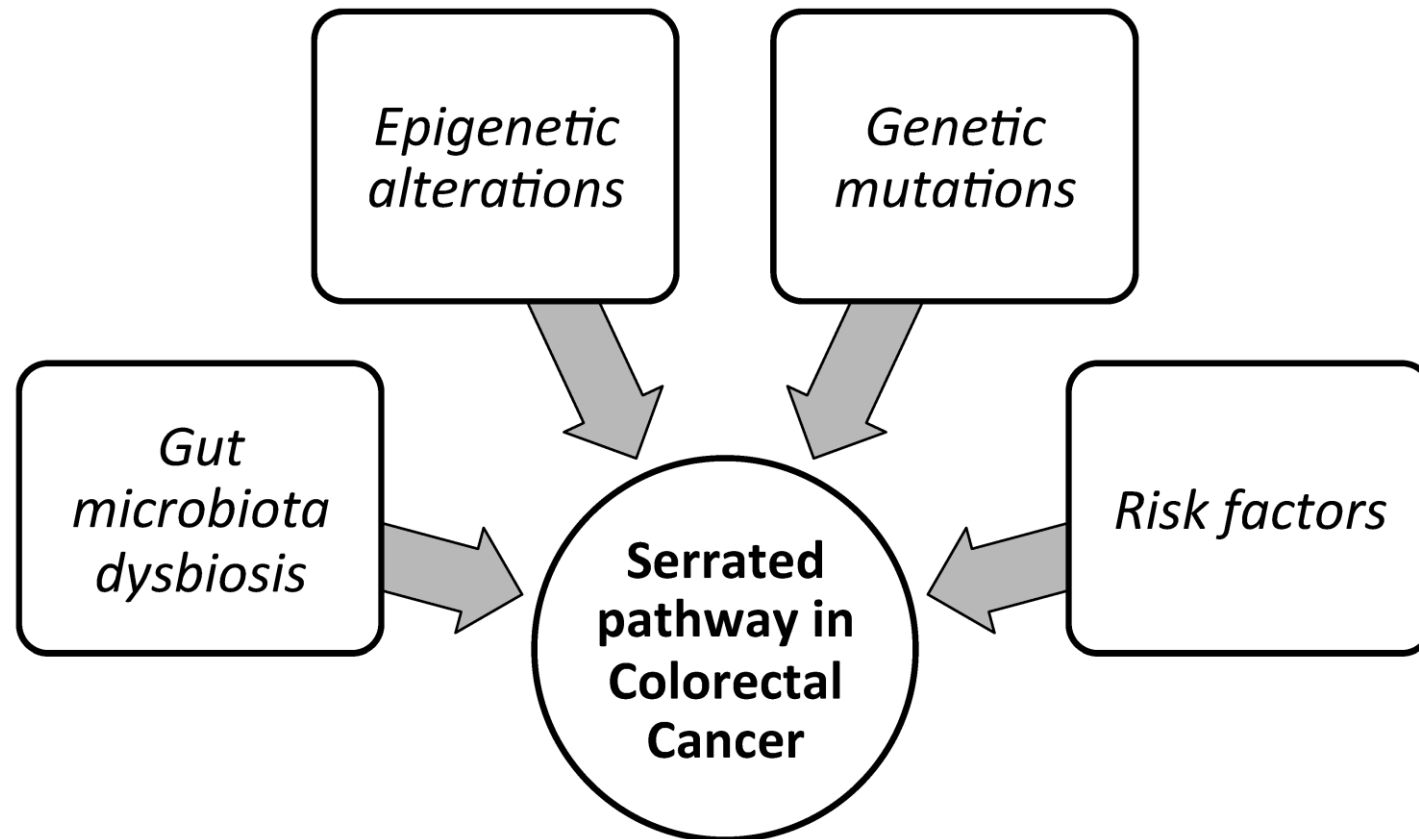 Epigenetic
alterations
Genetic
mutations
Gut
microbiota
dysbiosis
Risk factors
Serrated
pathway in
Colorectal
Cancer